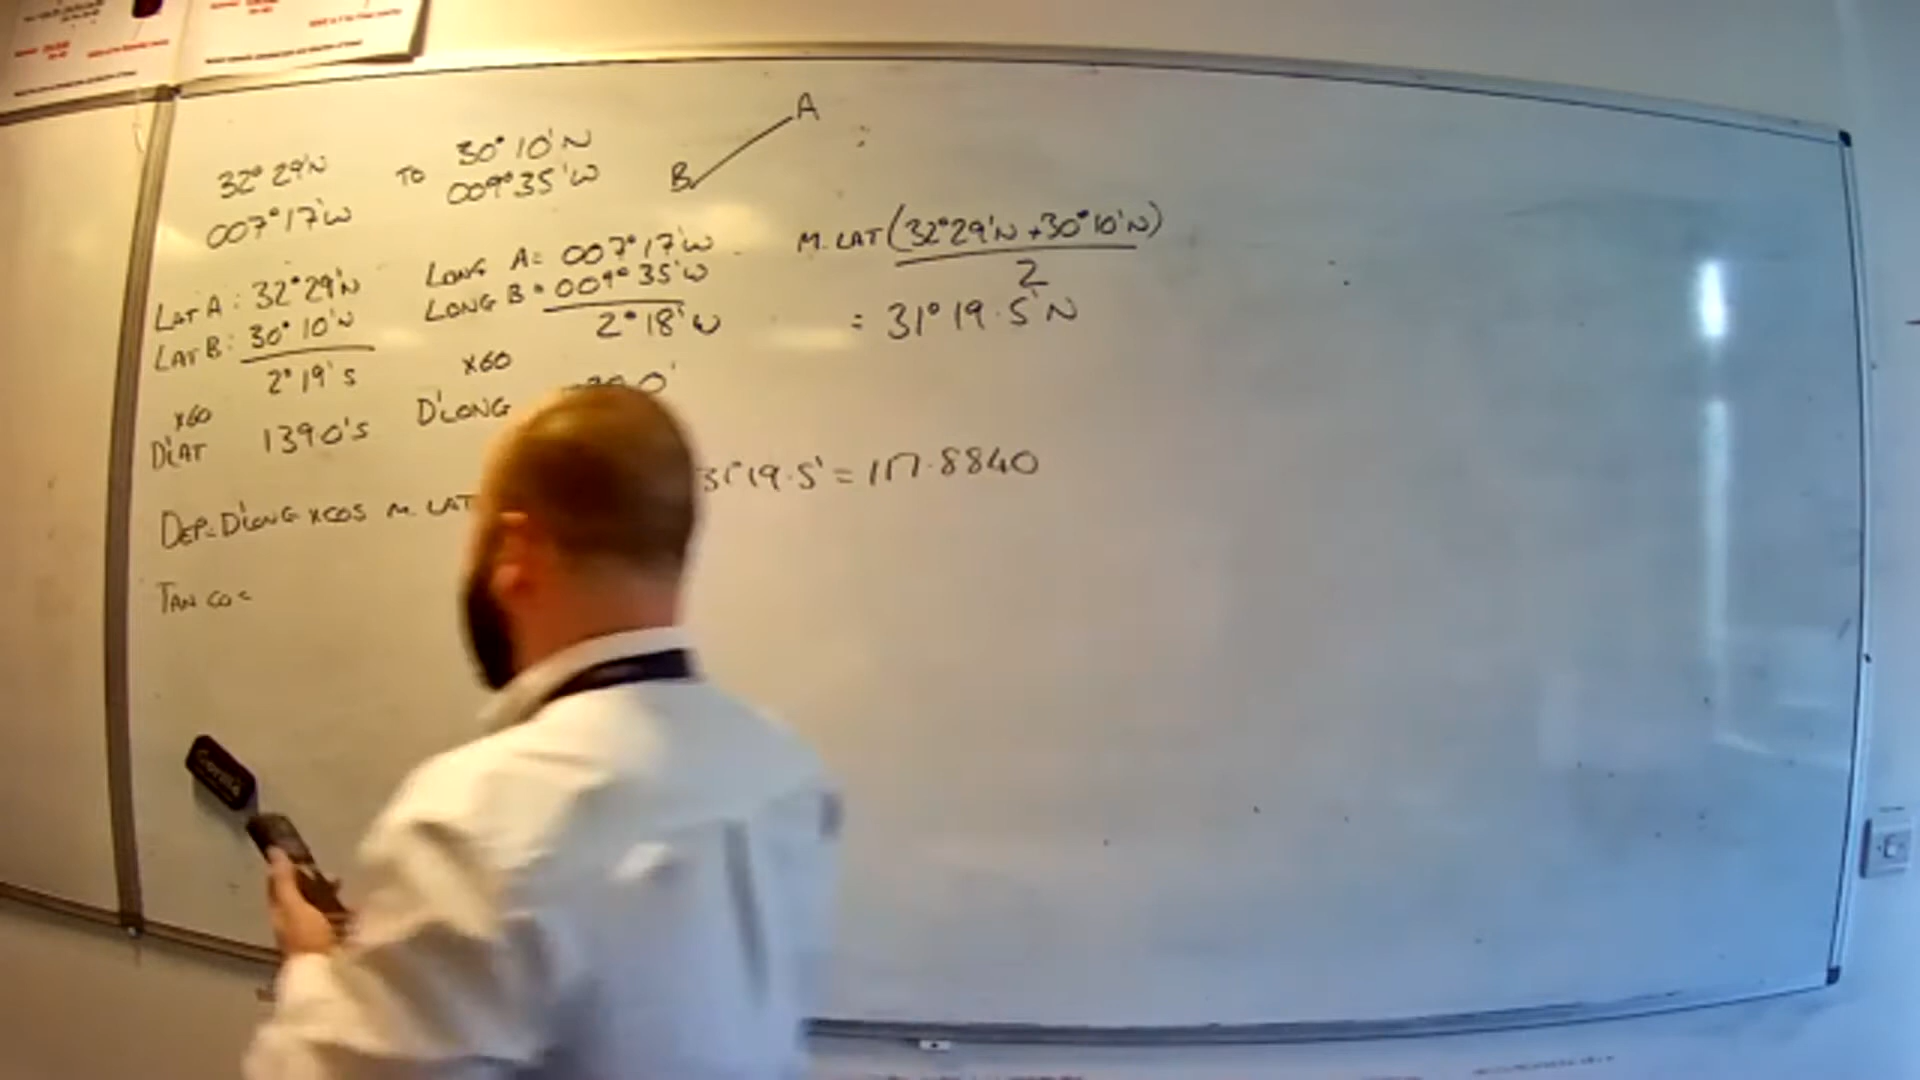 32° 29'N TO 30° 10'N
007° 17'W 009° 35'W
A
B
LAT A : 32° 29'N
LAT B : 30° 10'N
2° 19' S
x60
D'LAT 139.0'S
LONG A = 007° 17'W
LONG B = 009° 35'W
2° 18' W
x60
D'LONG
M. LAT (32° 29'N + 30° 10'N)
2
= 31° 19.5' N
DEP = D'LONG x COS M. LAT
31° 19.5' = 117.8840
TAN CO =